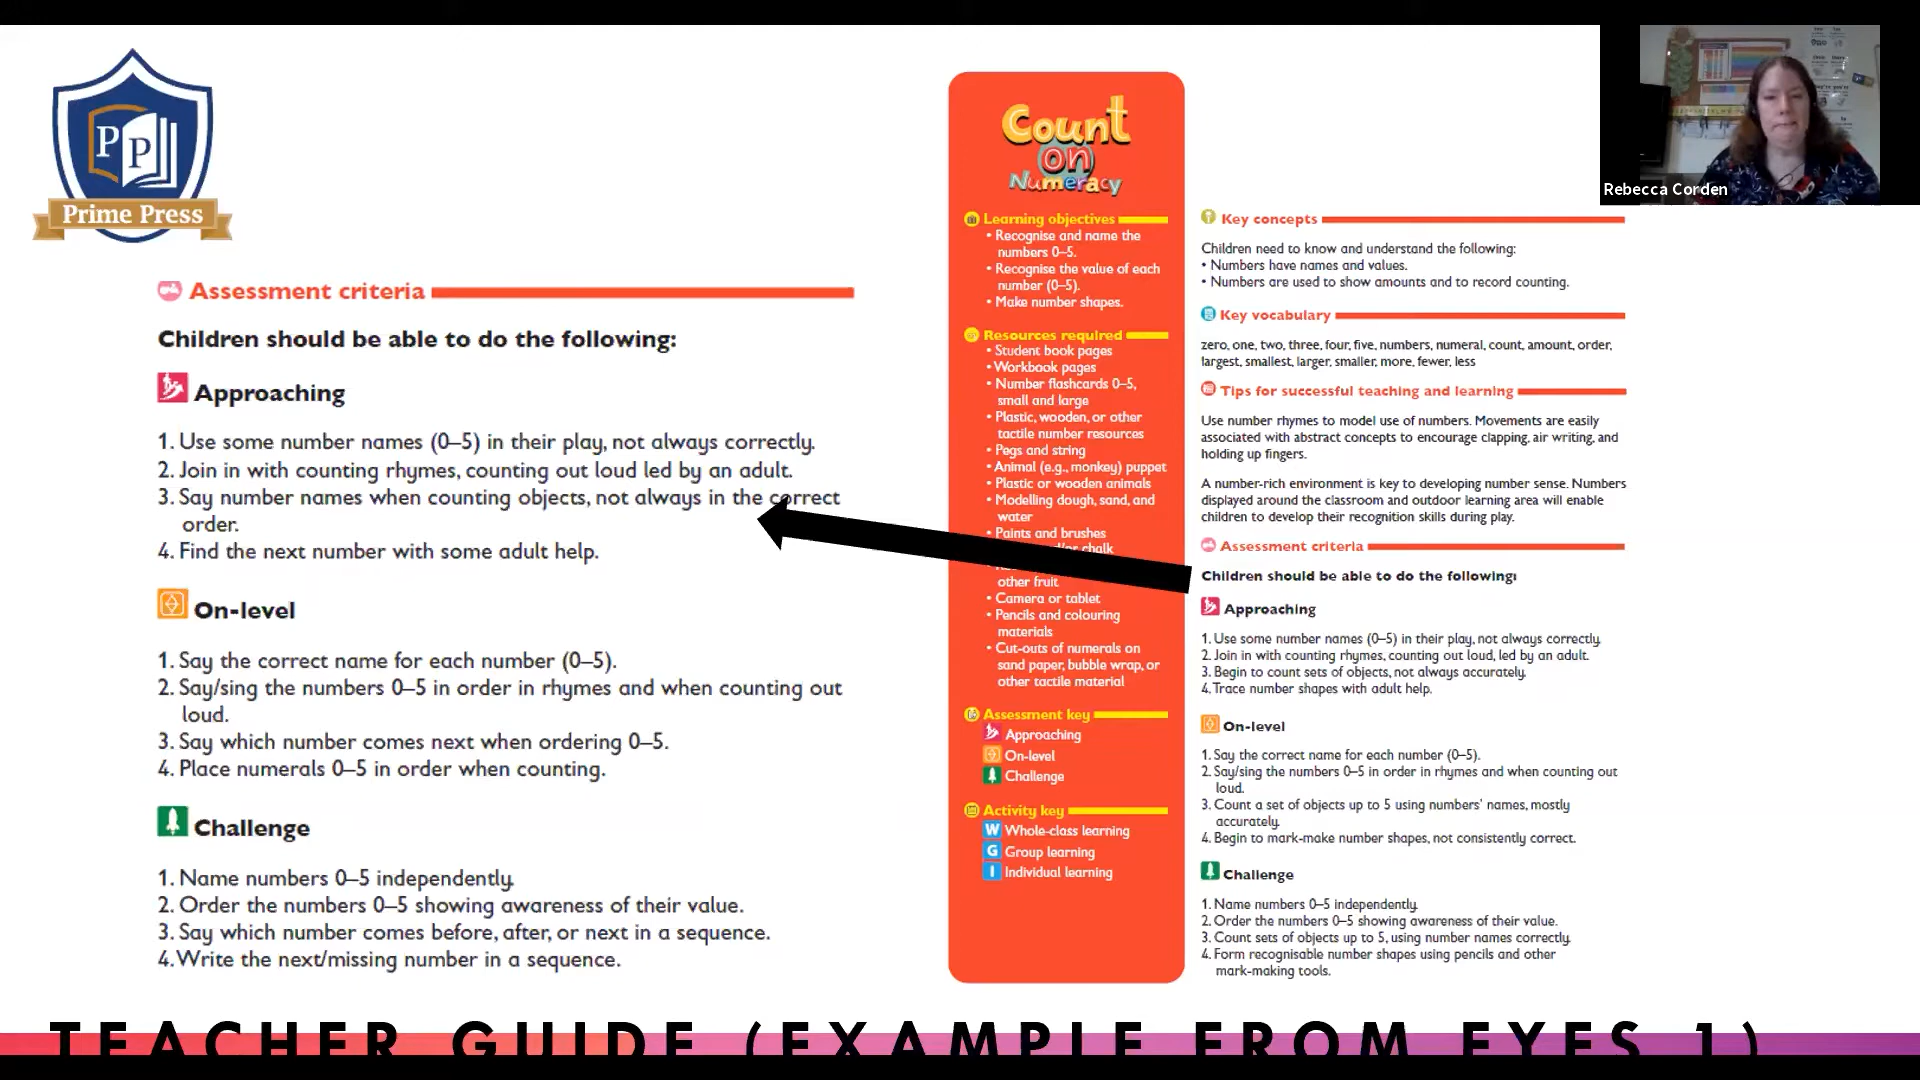 PP
Prime Press
Assessment criteria
Children should be able to do the following:
Approaching
1. Use some number names (0–5) in their play, not always correctly.
2. Join in with counting rhymes, counting out loud led by an adult.
3. Say number names when counting objects, not always in the correct
order.
4. Find the next number with some adult help.
On-level
1. Say the correct name for each number (0–5).
2. Say/sing the numbers 0–5 in order in rhymes and when counting out
loud.
3. Say which number comes next when ordering 0–5.
4. Place numerals 0–5 in order when counting.
Challenge
1. Name numbers 0–5 independently.
2. Order the numbers 0–5 showing awareness of their value.
3. Say which number comes before, after, or next in a sequence.
4. Write the next/missing number in a sequence.
Count
on
Numeracy
Learning objectives
• Recognise and name the
numbers 0–5.
• Recognise the value of each
number (0–5).
• Make number shapes.
Resources required
• Student book pages
• Workbook pages
• Number flashcards 0–5,
small and large
• Plastic, wooden, or other
tactile number resources
• Pegs and string
• Animal (e.g., monkey) puppet
• Plastic or wooden animals
• Modelling dough, sand, and
water
• Paints and brushes
chalk
other fruit
• Camera or tablet
• Pencils and colouring
materials
• Cut-outs of numerals on
sand paper, bubble wrap, or
other tactile material
Assessment key
Approaching
On-level
Challenge
Activity key
W Whole-class learning
G Group learning
I Individual learning
Key concepts
Children need to know and understand the following:
• Numbers have names and values.
• Numbers are used to show amounts and to record counting.
Key vocabulary
zero, one, two, three, four, five, numbers, numeral, count, amount, order,
largest, smallest, larger, smaller, more, fewer, less
Tips for successful teaching and learning
Use number rhymes to model use of numbers. Movements are easily
associated with abstract concepts to encourage clapping, air writing, and
holding up fingers.
A number-rich environment is key to developing number sense. Numbers
displayed around the classroom and outdoor learning area will enable
children to develop their recognition skills during play.
Assessment criteria
Children should be able to do the following:
Approaching
1. Use some number names (0–5) in their play, not always correctly.
2. Join in with counting rhymes, counting out loud, led by an adult.
3. Begin to count sets of objects, not always accurately.
4. Trace number shapes with adult help.
On-level
1. Say the correct name for each number (0–5).
2. Say/sing the numbers 0–5 in order in rhymes and when counting out
loud.
3. Count a set of objects up to 5 using numbers' names, mostly
accurately.
4. Begin to mark-make number shapes, not consistently correct.
Challenge
1. Name numbers 0–5 independently.
2. Order the numbers 0–5 showing awareness of their value.
3. Count sets of objects up to 5, using number names correctly.
4. Form recognisable number shapes using pencils and other
mark-making tools.
Rebecca Corden
TEACHER GUIDE (EXAMPLE FROM EYES 1)